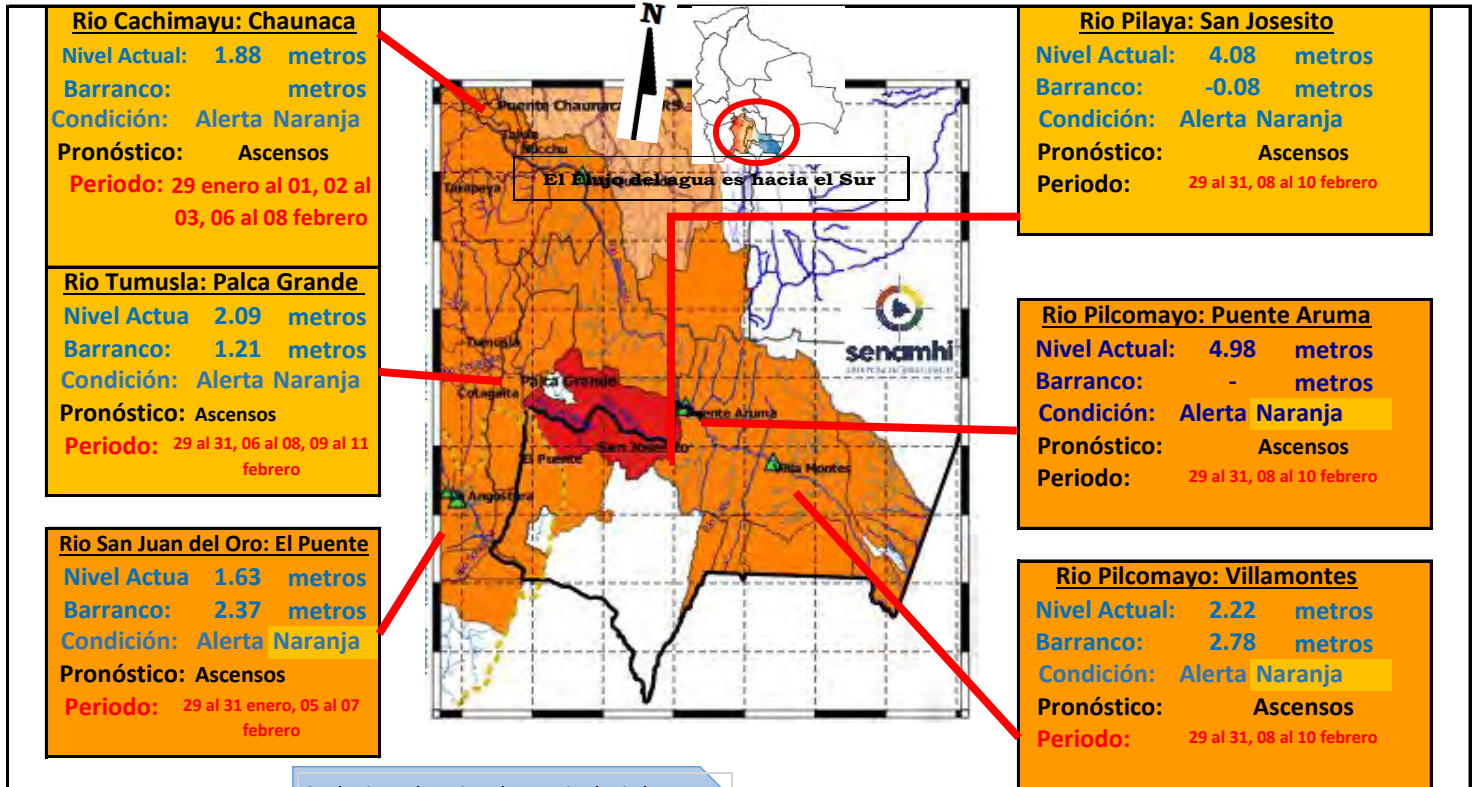 Rio Cachimayu: Chaunaca
Nivel Actual: 1.88 metros
Barranco: metros
Condición: Alerta Naranja
Pronóstico: Ascensos
Periodo: 29 enero al 01, 02 al
03, 06 al 08 febrero
Rio Tumusla: Palca Grande
Nivel Actua 2.09 metros
Barranco: 1.21 metros
Condición: Alerta Naranja
Pronóstico: Ascensos
Periodo: 29 al 31, 06 al 08, 09 al 11
febrero
Rio San Juan del Oro: El Puente
Nivel Actua 1.63 metros
Barranco: 2.37 metros
Condición: Alerta Naranja
Pronóstico: Ascensos
Periodo: 29 al 31 enero, 05 al 07
febrero
N
Puente Chaunaca
Talula
Ñucchu
El Flujo del agua es hacia el Sur
Tarapaya
senamhi
Tumusla
Palca Grande
Cotagaita
Puente Aruma
San Josesito
El Puente
Villa Montes
Angostura
Rio Pilaya: San Josesito
Nivel Actual: 4.08 metros
Barranco: -0.08 metros
Condición: Alerta Naranja
Pronóstico: Ascensos
Periodo: 29 al 31, 08 al 10 febrero
Rio Pilcomayo: Puente Aruma
Nivel Actual: 4.98 metros
Barranco: - metros
Condición: Alerta Naranja
Pronóstico: Ascensos
Periodo: 29 al 31, 08 al 10 febrero
Rio Pilcomayo: Villamontes
Nivel Actual: 2.22 metros
Barranco: 2.78 metros
Condición: Alerta Naranja
Pronóstico: Ascensos
Periodo: 29 al 31, 08 al 10 febrero